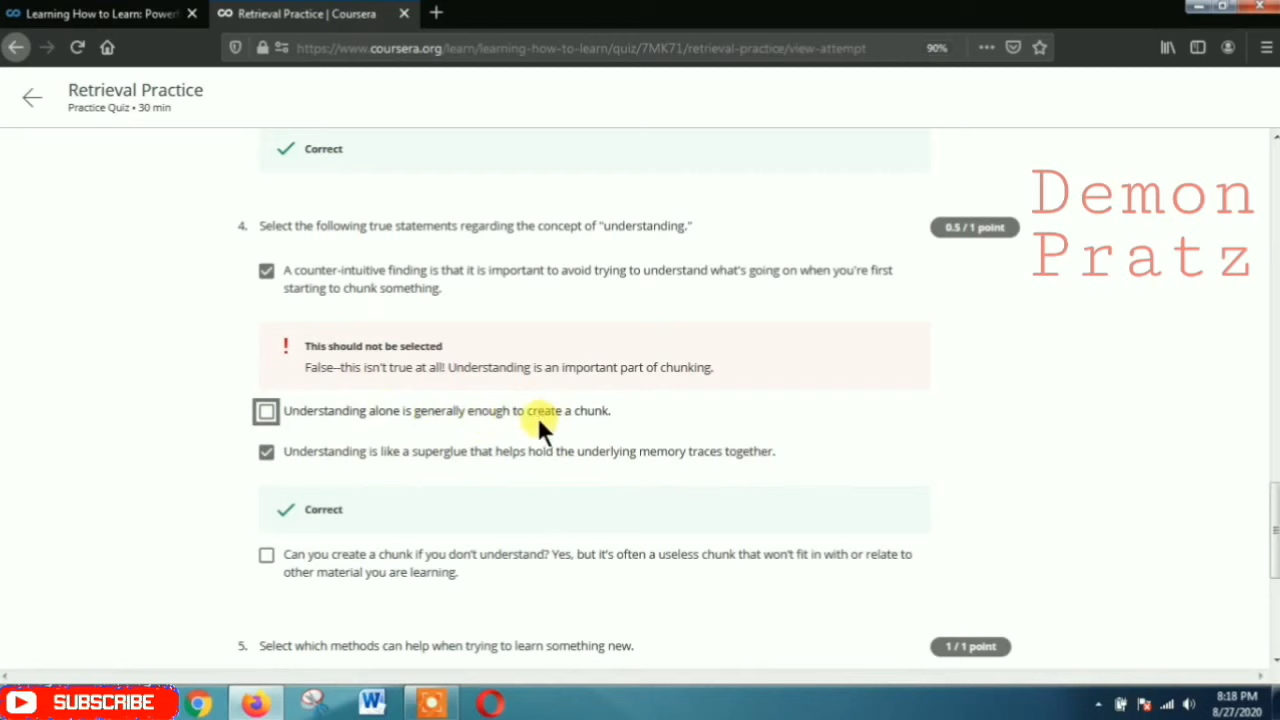 Learning How to Learn: Powerf
Retrieval Practice | Coursera
https://www.coursera.org/learn/learning-how-to-learn/quiz/7MK71/retrieval-practice/view-attempt
90%
Retrieval Practice
Practice Quiz • 30 min
Correct
Demon
Pratz
4. Select the following true statements regarding the concept of "understanding."
0.5 / 1 point
A counter-intuitive finding is that it is important to avoid trying to understand what's going on when you're first
starting to chunk something.
This should not be selected
False--this isn't true at all! Understanding is an important part of chunking.
Understanding alone is generally enough to create a chunk.
Understanding is like a superglue that helps hold the underlying memory traces together.
Correct
Can you create a chunk if you don't understand? Yes, but it's often a useless chunk that won't fit in with or relate to
other material you are learning.
5. Select which methods can help when trying to learn something new.
1 / 1 point
SUBSCRIBE
8:18 PM
8/27/2020